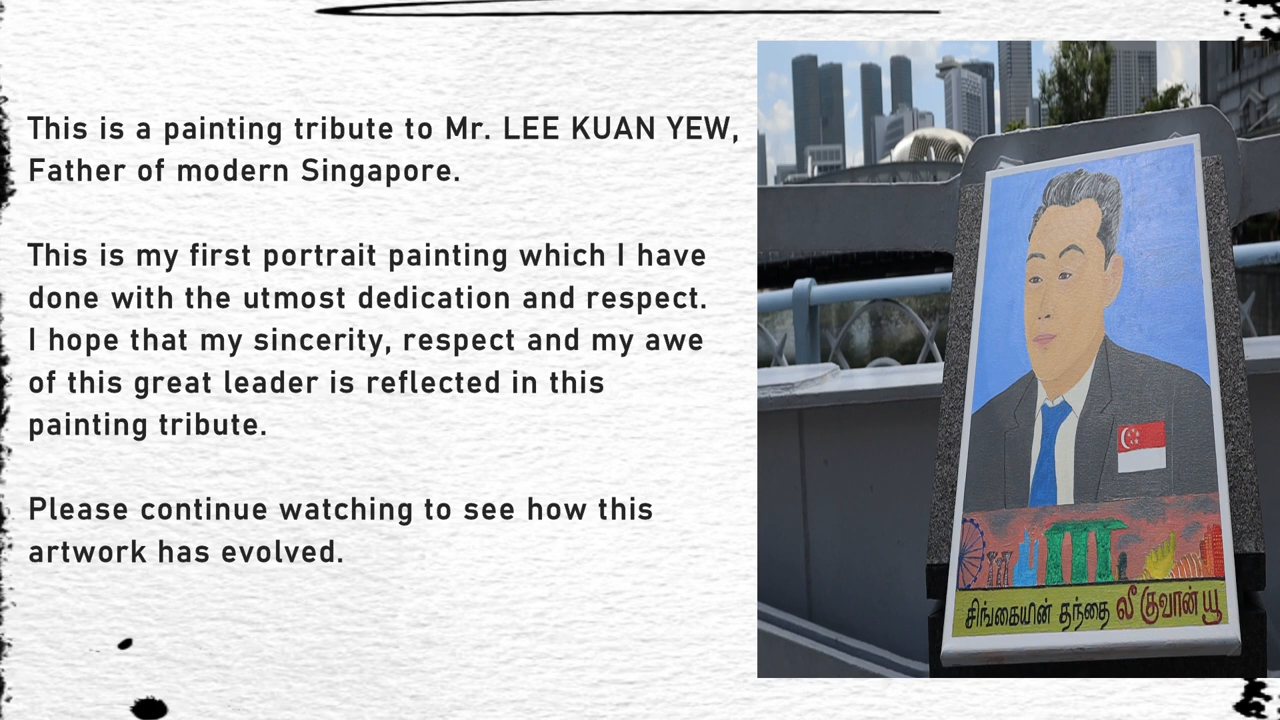 This is a painting tribute to Mr. LEE KUAN YEW,
Father of modern Singapore.
This is my first portrait painting which I have
done with the utmost dedication and respect.
I hope that my sincerity, respect and my awe
of this great leader is reflected in this
painting tribute.
Please continue watching to see how this
artwork has evolved.
சிங்கையின் தந்தை லீ குவான் யூ